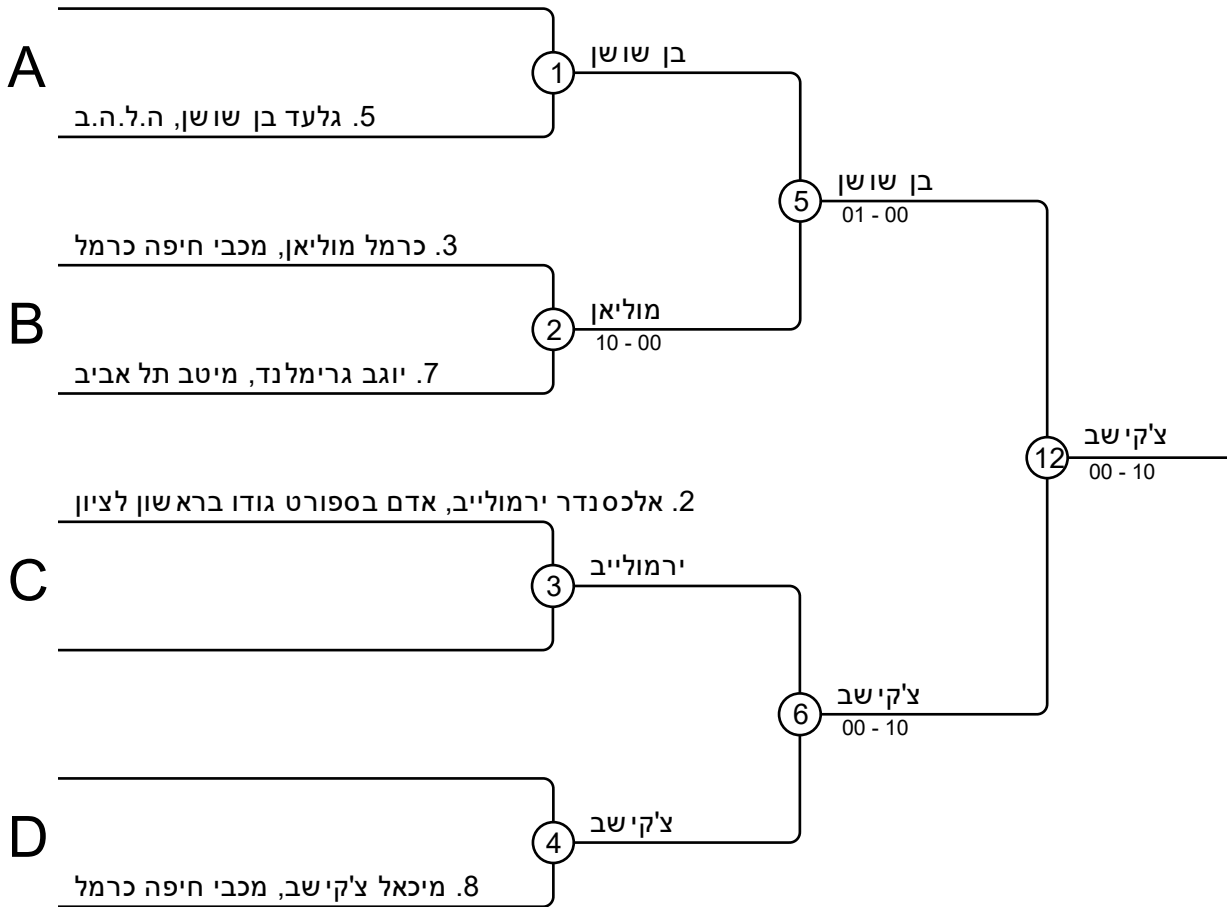 A
1
בן שושן
5. גלעד בן שושן, ה.ל.ה.ב
5
בן שושן
01 - 00
3. כרמל מוליאן, מכבי חיפה כרמל
B
2
מוליאן
10 - 00
7. יוגב גרימלנד, מיטב תל אביב
12
צ'קישב
00 - 10
2. אלכסנדר ירמולייב, אדם בספורט גודו בראשון לציון
C
3
ירמולייב
6
צ'קישב
00 - 10
D
4
צ'קישב
8. מיכאל צ'קישב, מכבי חיפה כרמל